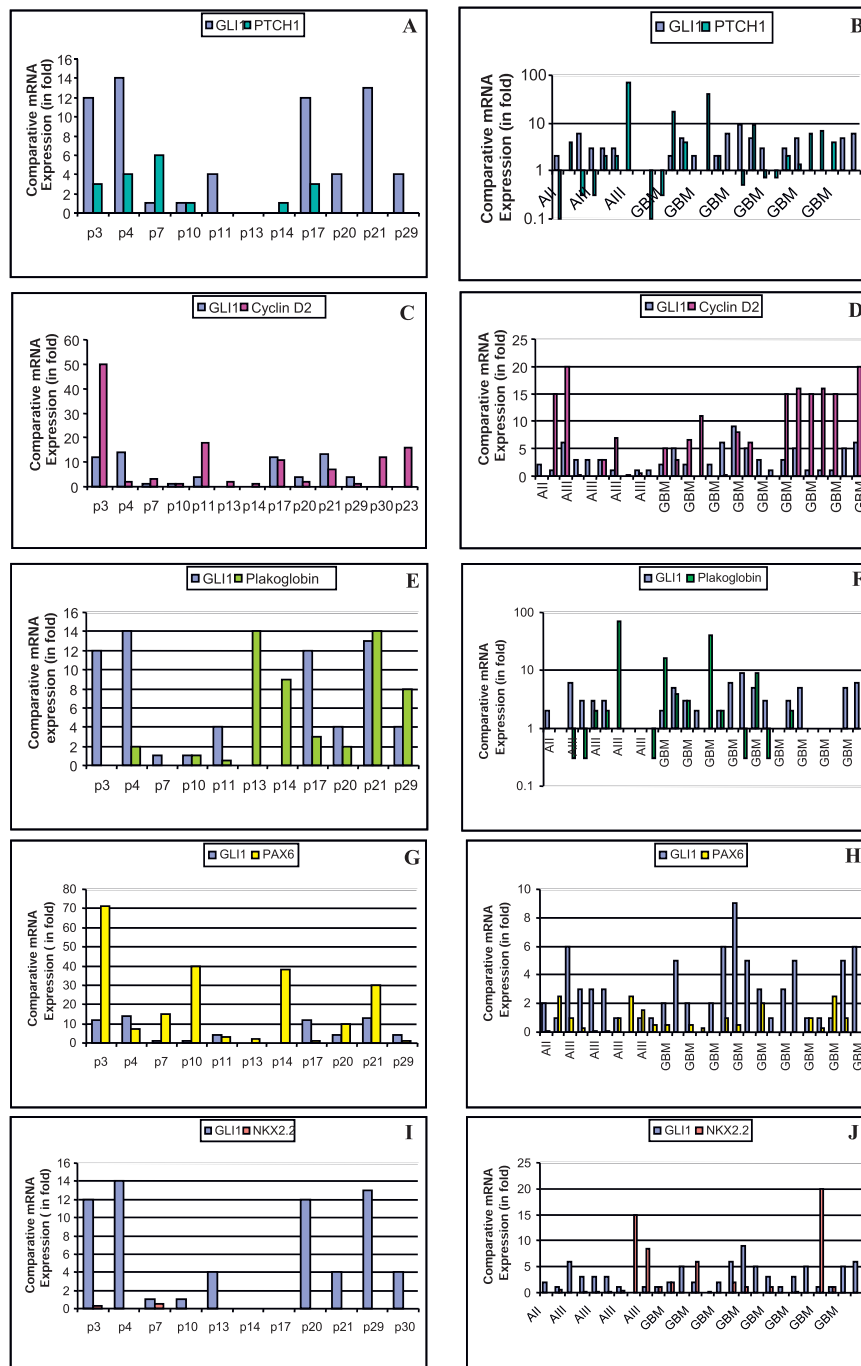 GLI1 PTCH1
A
Comparative mRNA
Expression (in fold)
16
14
12
10
8
6
4
2
0
p3 p4 p7 p10 p11 p13 p14 p17 p20 p21 p29
GLI1 PTCH1
B
Comparative mRNA
Expression (in fold)
100
10
1
0.1
AII AIII AIII GBM GBM GBM GBM GBM GBM
GLI1 Cyclin D2
C
Comparative mRNA
Expression (in fold)
60
50
40
30
20
10
0
p3 p4 p7 p10 p11 p13 p14 p17 p20 p21 p29 p30 p23
GLI1 Cyclin D2
D
Comparative mRNA
Expression (in fold)
25
20
15
10
5
0
AII AIII AIII AIII AIII GBM GBM GBM GBM GBM GBM GBM GBM GBM
GLI1 Plakoglobin
E
Comparative mRNA
expression (in fold)
16
14
12
10
8
6
4
2
0
p3 p4 p7 p10 p11 p13 p14 p17 p20 p21 p29
GLI1 Plakoglobin
F
Comparative mRNA
Expression (in fold)
100
10
1
0.1
AII AIII AIII AIII AIII GBM GBM GBM GBM GBM GBM GBM GBM GBM
GLI1 PAX6
G
Comparative mRNA
Expression ( in fold)
80
70
60
50
40
30
20
10
0
p3 p4 p7 p10 p11 p13 p14 p17 p20 p21 p29
GLI1 PAX6
H
Comparative mRNA
Expression (in fold)
10
8
6
4
2
0
AII AIII AIII AIII AIII GBM GBM GBM GBM GBM GBM GBM GBM GBM
GLI1 NKX2.2
I
Comparative mRNA
Expression ( in fold)
16
14
12
10
8
6
4
2
0
p3 p4 p7 p10 p13 p14 p17 p20 p21 p29 p30
GLI1 NKX2.2
J
Comparative mRNA
Expression (in fold)
25
20
15
10
5
0
AII AIII AIII AIII AIII GBM GBM GBM GBM GBM GBM GBM GBM